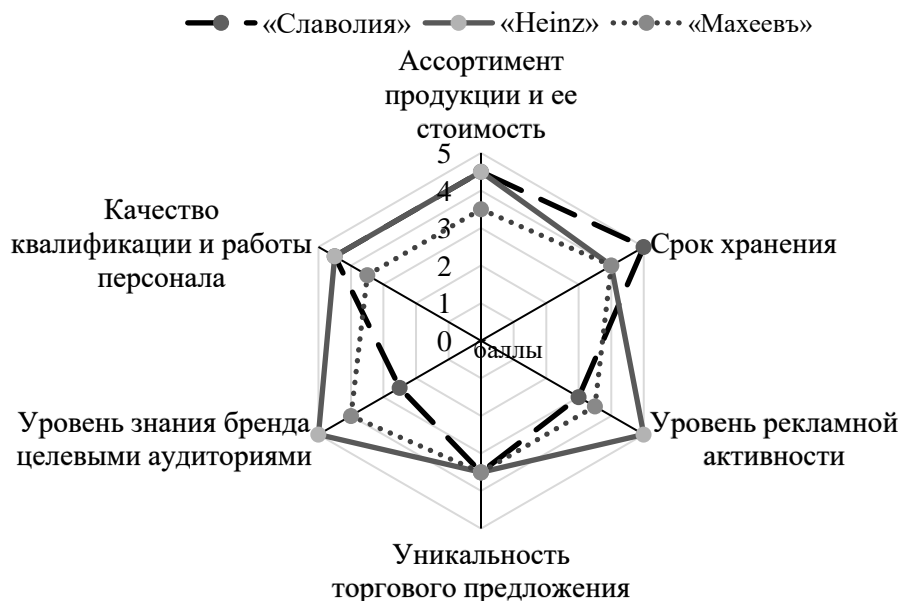 «Славолия» «Heinz» «Махеевъ»
Ассортимент
продукции и ее
стоимость
5
4
3
2
1
0
баллы
Срок хранения
Уровень рекламной
активности
Уникальность
торгового предложения
Уровень знания бренда
целевыми аудиториями
Качество
квалификации и работы
персонала